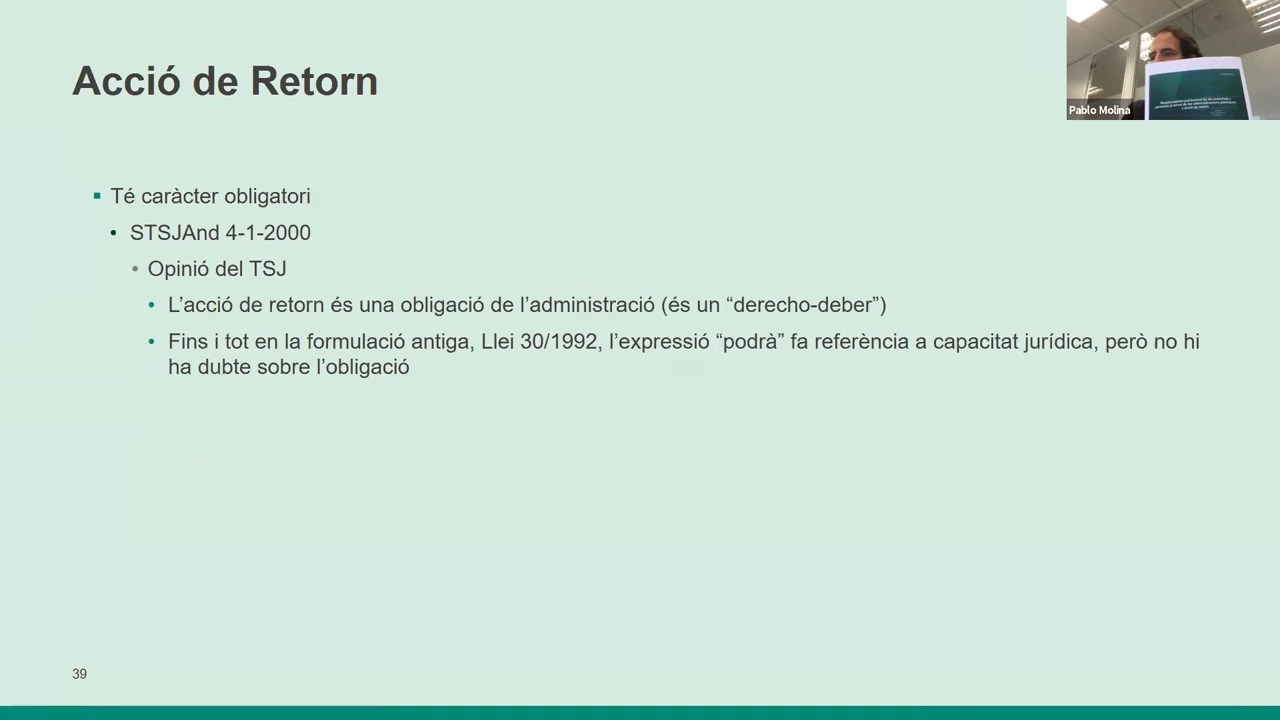 Acció de Retorn
Pablo Molina
▪ Té caràcter obligatori
• STSJAnd 4-1-2000
• Opinió del TSJ
• L’acció de retorn és una obligació de l’administració (és un “derecho-deber”)
• Fins i tot en la formulació antiga, Llei 30/1992, l’expressió “podrà” fa referència a capacitat jurídica, però no hi
ha dubte sobre l’obligació
39